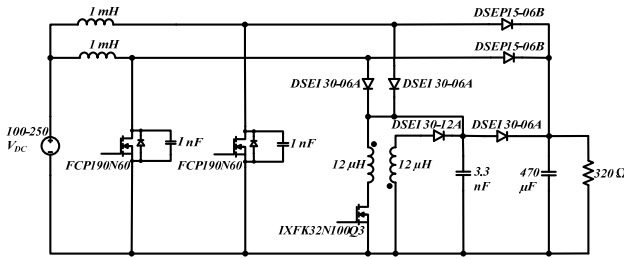 1 mH
DSEP15-06B
1 mH
DSEP15-06B
DSEI 30-06A
DSEI 30-06A
100-250
VDC
1 nF
1 nF
DSEI 30-12A
DSEI 30-06A
FCP190N60
FCP190N60
12 μH
12 μH
3.3
nF
470
μF
320 Ω
IXFK32N100Q3